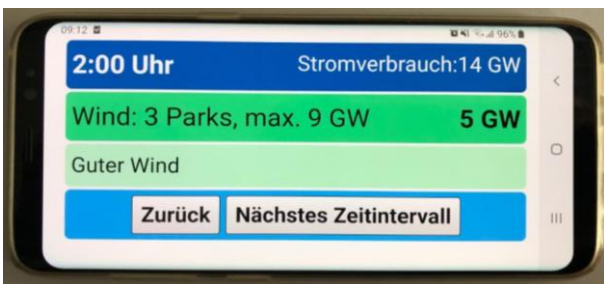 09:12 96%
2:00 Uhr Stromverbrauch:14 GW
Wind: 3 Parks, max. 9 GW 5 GW
Guter Wind
Zurück Nächstes Zeitintervall